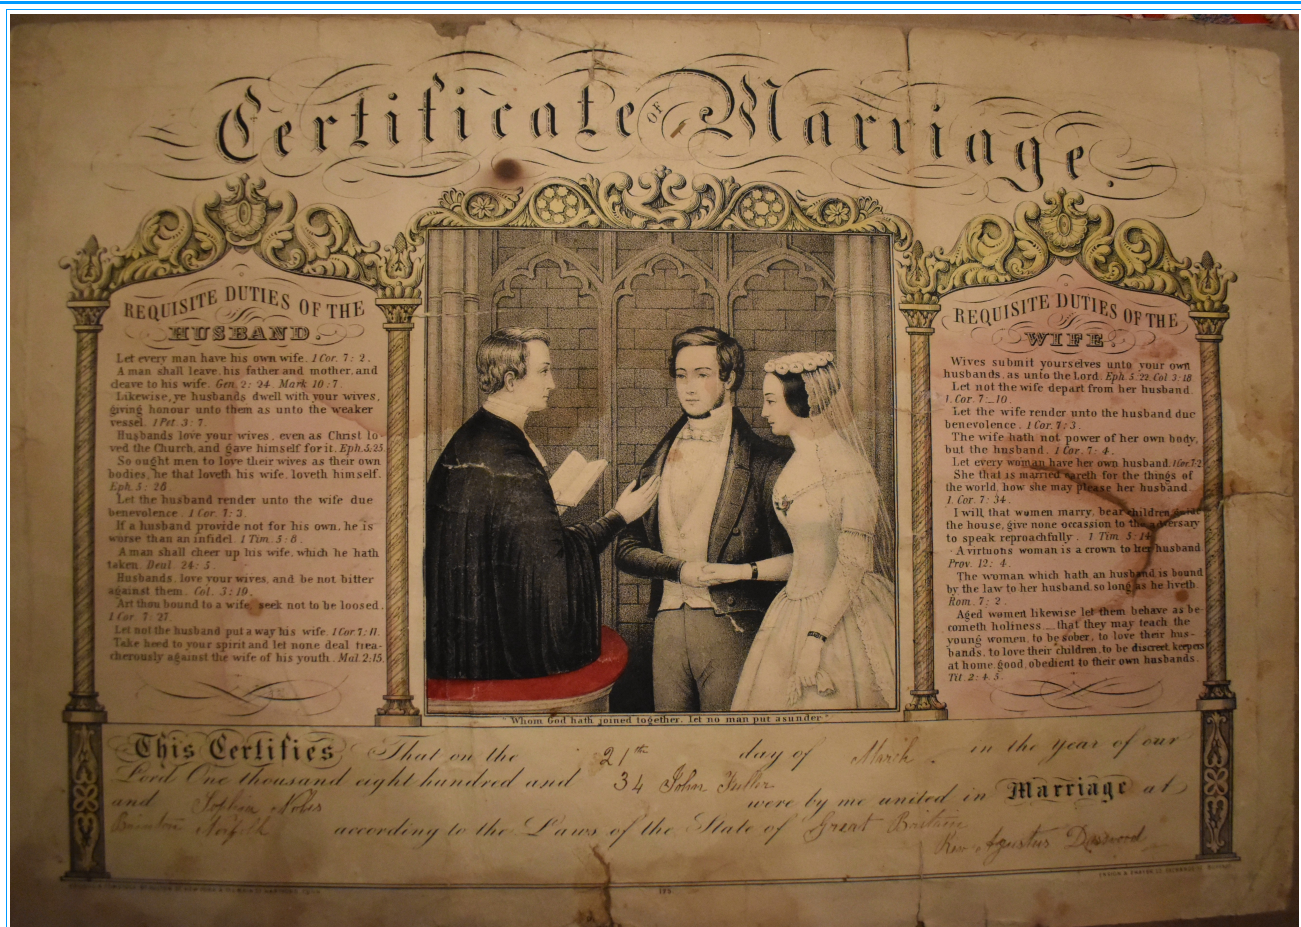 Certificate OF Marriage.
REQUISITE DUTIES OF THE
HUSBAND.
Let every man have his own wife. 1 Cor. 7: 2.
A man shall leave, his father and mother, and
cleave to his wife. Gen. 2: 24. Mark 10: 7.
Likewise, ye husbands dwell with your wives,
giving honour unto them as unto the weaker
vessel. 1 Pet. 3: 7.
Husbands love your wives, even as Christ lo-
ved the Church, and gave himself for it. Eph. 5.25.
So ought men to love their wives as their own
bodies, he that loveth his wife, loveth himself.
Eph. 5: 28
Let the husband render unto the wife due
benevolence. 1 Cor. 7: 3.
If a husband provide not for his own, he is
worse than an infidel. 1 Tim. 5: 8.
A man shall cheer up his wife, which he hath
taken. Deut. 24: 5.
Husbands, love your wives, and be not bitter
against them. Col. 3: 19.
Art thou bound to a wife, seek not to be loosed.
1 Cor. 7: 27.
Let not the husband put a way his wife. 1 Cor 7: 11.
Take heed to your spirit and let none deal trea-
cherously against the wife of his youth. Mal. 2: 15.
REQUISITE DUTIES OF THE
WIFE.
Wives submit yourselves unto your own
husbands, as unto the Lord. Eph. 5. 22. Col 3: 18.
Let not the wife depart from her husband.
1. Cor. 7_10.
Let the wife render unto the husband due
benevolence. 1 Cor. 7: 3.
The wife hath not power of her own body,
but the husband. 1 Cor. 7: 4.
Let every woman have her own husband. 1 Cor. 7: 2
She that is married careth for the things of
the world, how she may please her husband.
1. Cor. 7: 34.
I will, that women marry, bear children, guide
the house, give none occassion to the adversary
to speak reproachfully. 1 Tim. 5: 14.
A virtuous woman is a crown to her husband.
Prov. 12: 4.
The woman which hath an husband is bound
by the law to her husband, so long as he liveth.
Rom. 7: 2.
Aged women likewise let them behave as be
cometh holiness__ that they may teach the
young women, to be sober, to love their hus-
bands, to love their children, to be discreet, keepers
at home, good, obedient to their own husbands.
Tit. 2: 4. 5.
"Whom God hath joined together, let no man put asunder"
This Certifies That on the 21th day of March in the year of our
Lord One thousand eight hundred and 34 John Fuller
and Sophia Nobis were by me united in Marriage at
Norfolk according to the Laws of the State of Great Britain
Rev Agustus Dashwood
175